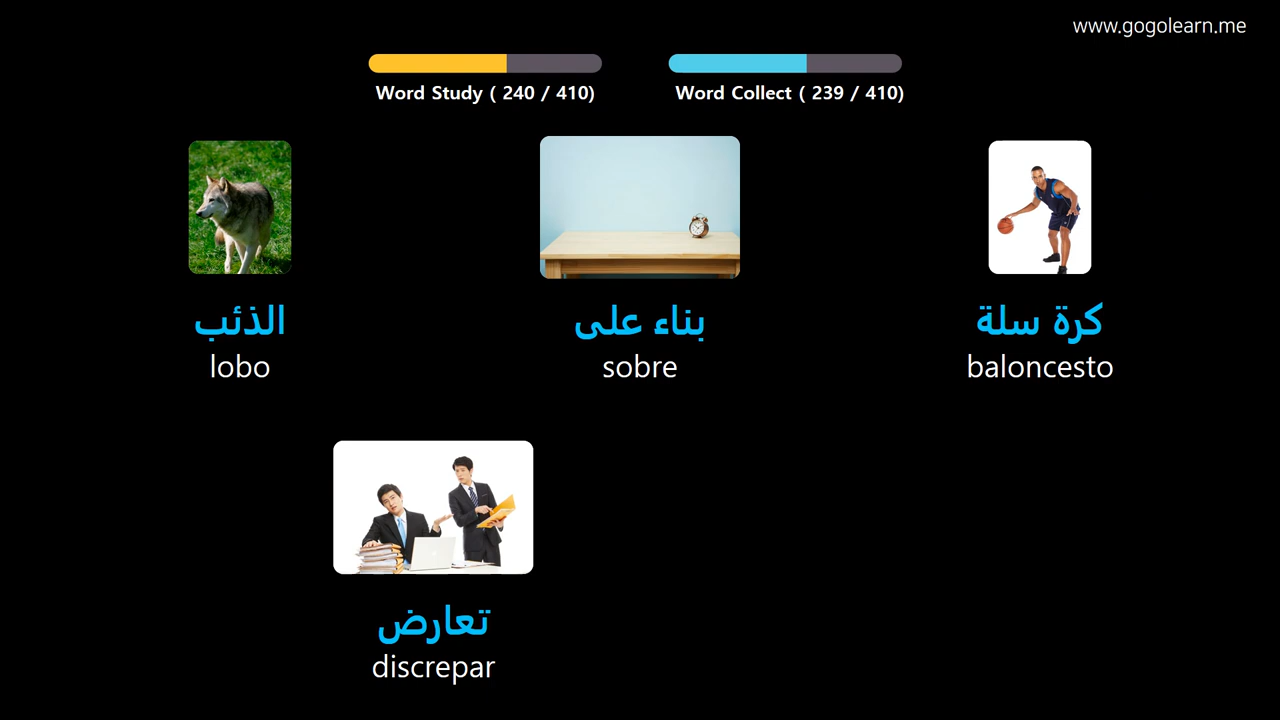 www.gogolearn.me
Word Study ( 240 / 410)
Word Collect ( 239 / 410)
الذئب
lobo
بناء على
sobre
كرة سلة
baloncesto
تعارض
discrepar